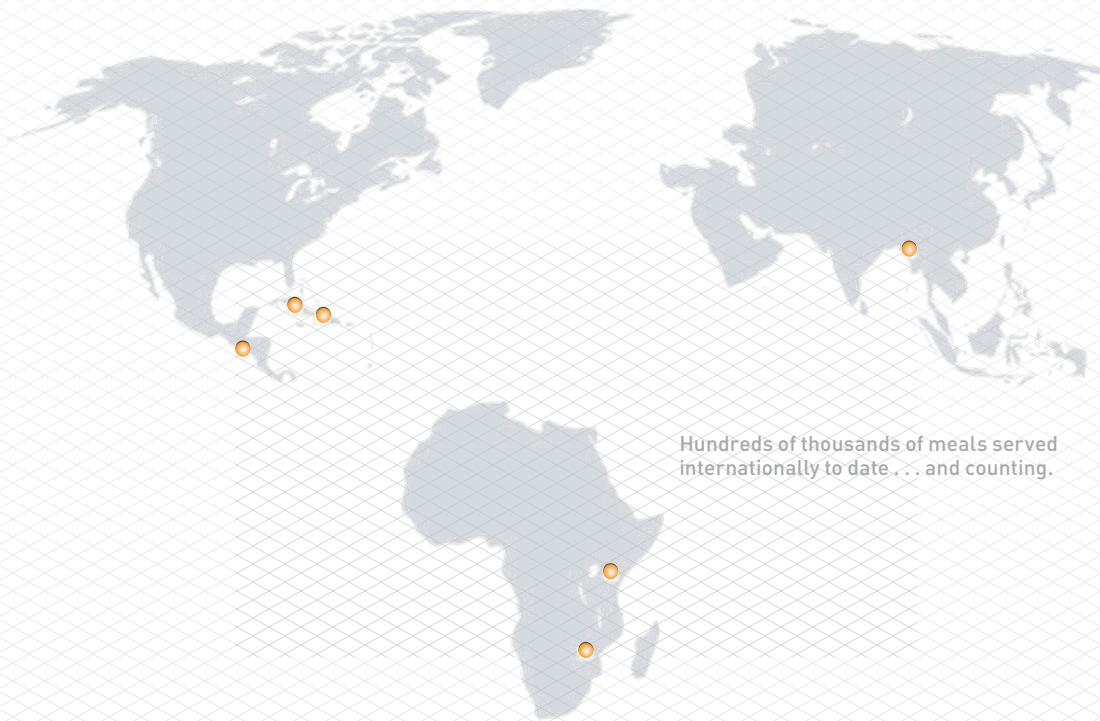 Hundreds of thousands of meals served
internationally to date . . . and counting.